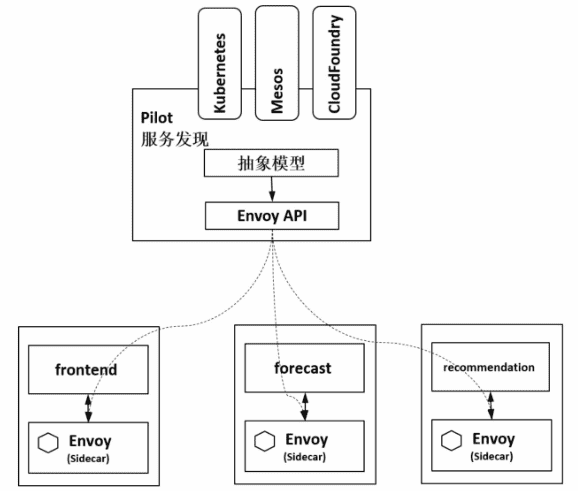 Kubernetes
Mesos
CloudFoundry
Pilot
服务发现
抽象模型
Envoy API
frontend
forecast
recommendation
Envoy
(Sidecar)
Envoy
(Sidecar)
Envoy
(Sidecar)